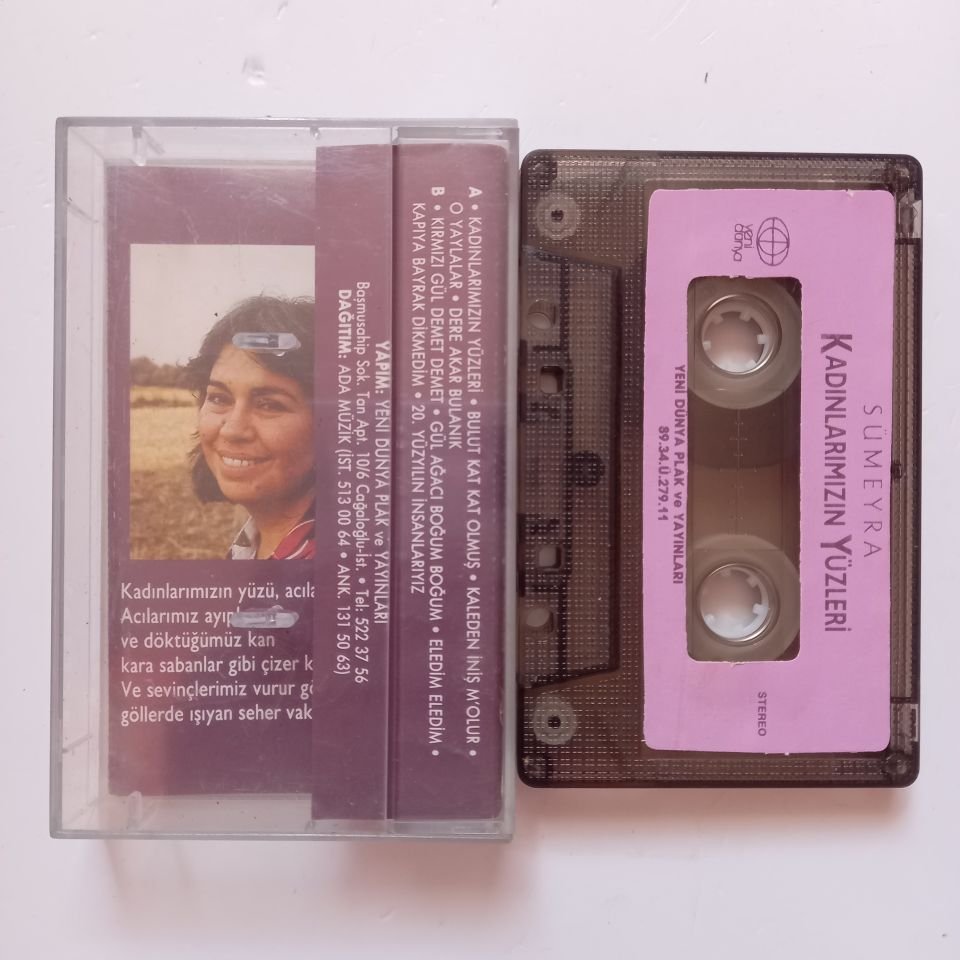 A • KADINLARIMIZIN YÜZLERİ • BULUT KAT KAT OLMUŞ • KALEDEN İNİŞ M'OLUR •
O YAYLALAR • DERE AKAR BULANIK
B • KIRMIZI GÜL DEMET DEMET • GÜL AĞACI BOĞUM BOĞUM • ELEDİM ELEDİM •
KAPIYA BAYRAK DİKMEDİM • 20. YÜZYILIN İNSANLARIYIZ
YAPIM: YENİ DÜNYA PLAK ve YAYINLARI
Başmusahip Sok. Tan Apt. 10/6 Cağaloğlu-İst. • Tel: 522 37 56
DAĞITIM: ADA MÜZİK (İST. 513 00 64 • ANK. 131 50 63)
Kadınlarımızın yüzü,
Acılarımız
ve döktüğümüz kan
kara sabanlar gibi çizer
Ve sevinçlerimiz vurur
göllerde ışıyan seher
yeni
dünya
SÜMEYRA
KADINLARIMIZIN YÜZLERİ
YENİ DÜNYA PLAK ve YAYINLARI
89.34.Ü.279.11
STEREO